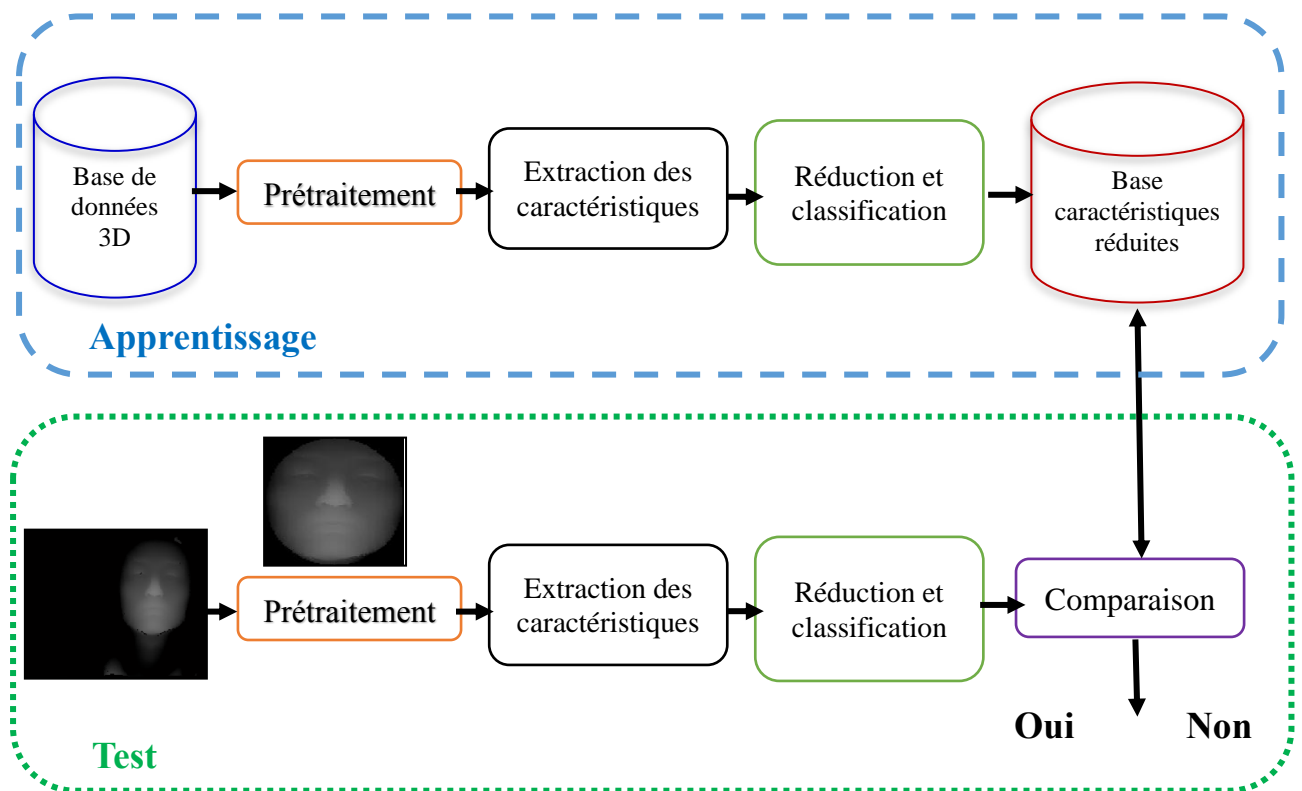 Base de
données
3D
Prétraitement
Extraction des
caractéristiques
Réduction et
classification
Base
caractéristiques
réduites
Apprentissage
Prétraitement
Extraction des
caractéristiques
Réduction et
classification
Comparaison
Oui
Non
Test